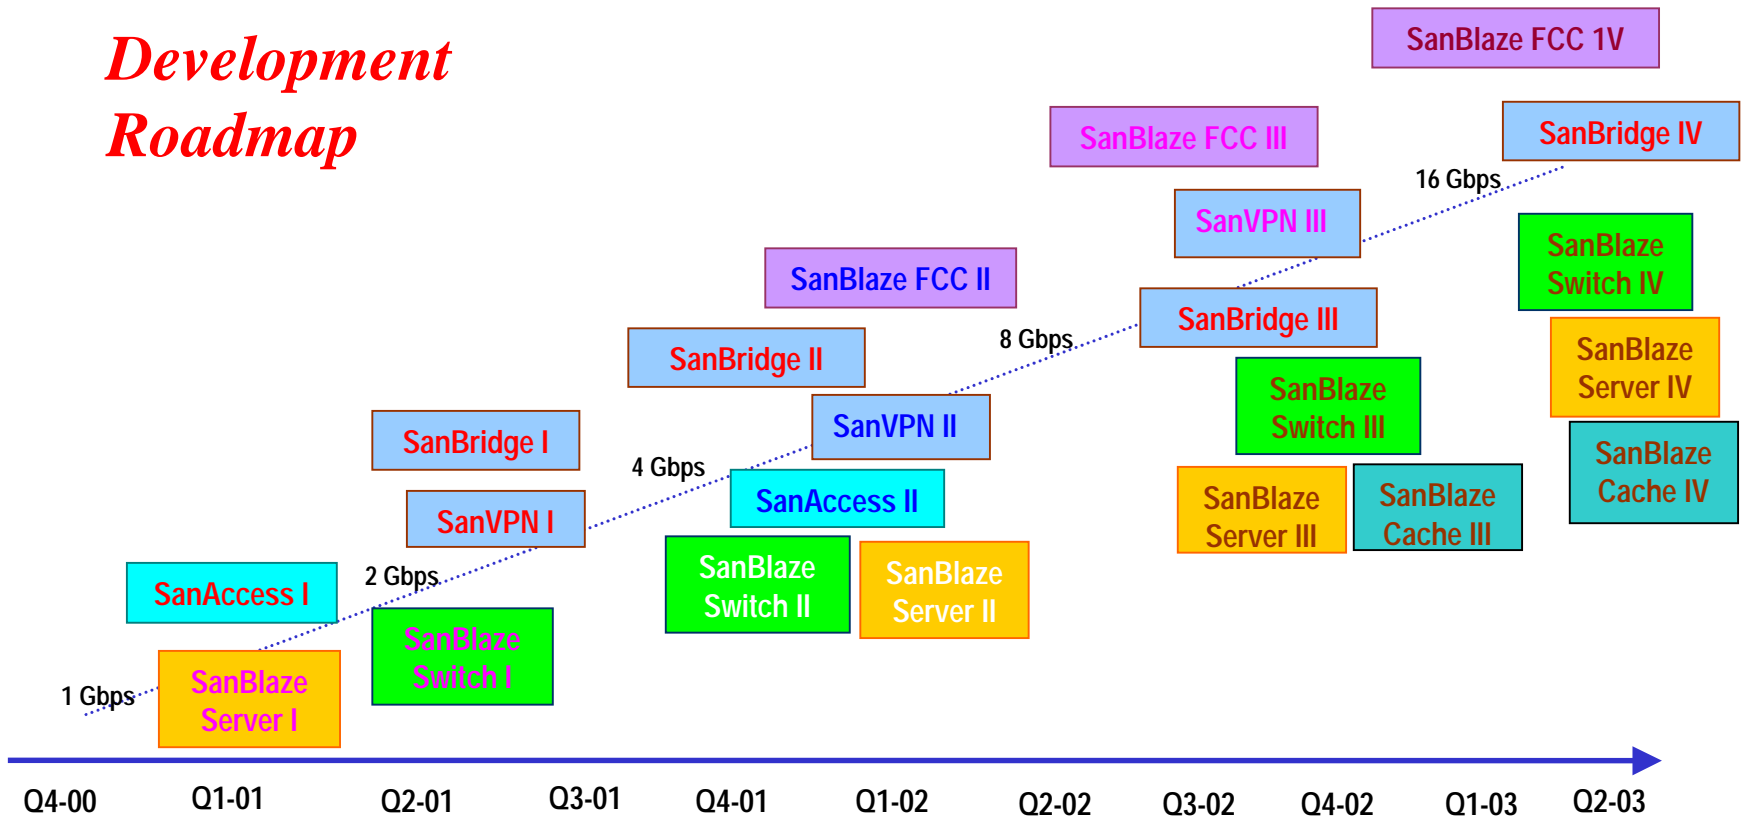 Development
Roadmap
SanBlaze FCC 1V
SanBlaze FCC III
SanBridge IV
16 Gbps
SanVPN III
SanBlaze
Switch IV
SanBlaze FCC II
SanBridge III
8 Gbps
SanBridge II
SanBlaze
Server IV
SanBlaze
Switch III
SanVPN II
SanBridge I
SanBlaze
Cache IV
4 Gbps
SanAccess II
SanBlaze
Server III
SanBlaze
Cache III
SanVPN I
SanBlaze
Switch II
SanBlaze
Server II
2 Gbps
SanAccess I
SanBlaze
Switch I
1 Gbps
SanBlaze
Server I
Q4-00 Q1-01 Q2-01 Q3-01 Q4-01 Q1-02 Q2-02 Q3-02 Q4-02 Q1-03 Q2-03